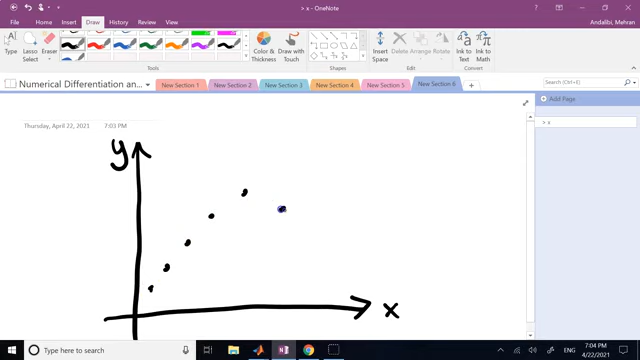 > x - OneNote
Andalibi, Mehran
File Home Insert Draw History Review View Help
Type
Lasso Select
Eraser
Color & Thickness
Draw with Touch
Insert Space
Delete Arrange Rotate
Ink to Text
Ink to Math
Tools
Shapes
Edit
Convert
Numerical Differentiation an
New Section 1
New Section 2
New Section 3
New Section 4
New Section 5
New Section 6
+
Search (Ctrl+E)
Add Page
> x
Thursday, April 22, 2021 7:03 PM
y
x
Type here to search
ENG
7:04 PM
4/22/2021